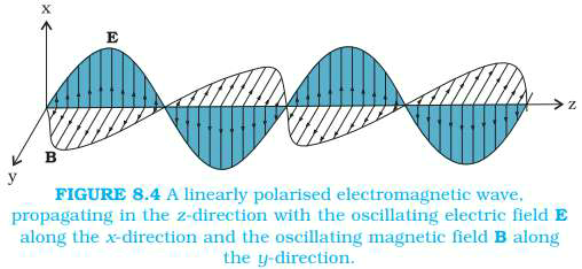 x
E
z
B
y
FIGURE 8.4 A linearly polarised electromagnetic wave,
propagating in the z-direction with the oscillating electric field E
along the x-direction and the oscillating magnetic field B along
the y-direction.